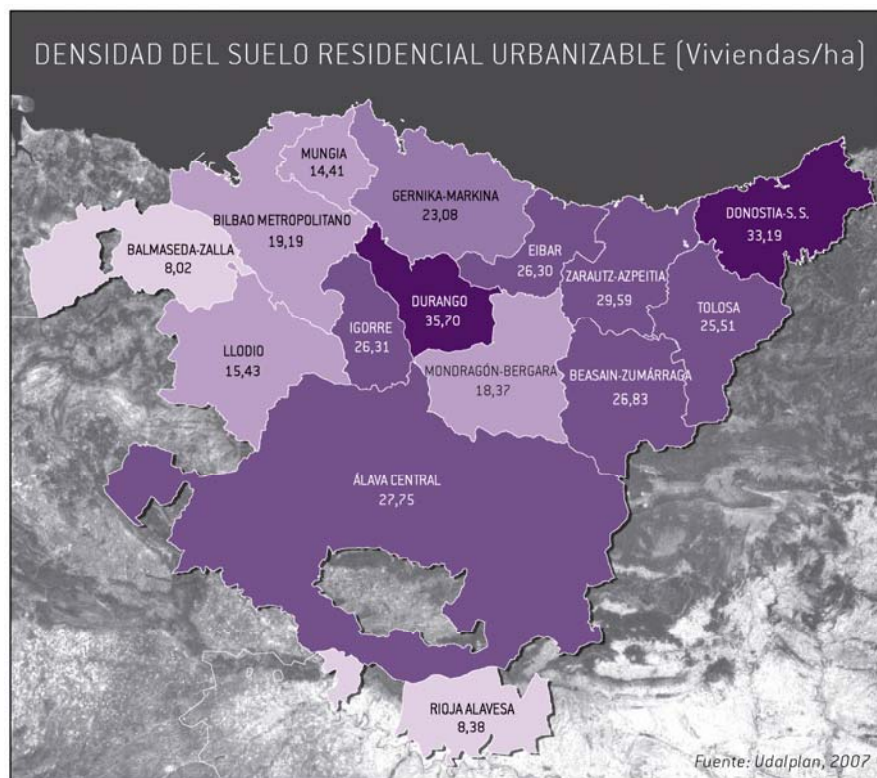 DENSIDAD DEL SUELO RESIDENCIAL URBANIZABLE (Viviendas/ha)
MUNGIA
14,41
GERNIKA-MARKINA
23,08
DONOSTIA-S. S.
33,19
BILBAO METROPOLITANO
19,19
BALMASEDA-ZALLA
8,02
EIBAR
26,30
ZARAUTZ-AZPEITIA
29,59
DURANGO
35,70
TOLOSA
25,51
IGORRE
26,31
LLODIO
15,43
MONDRAGÓN-BERGARA
18,37
BEASAIN-ZUMÁRRAGA
26,83
ÁLAVA CENTRAL
27,75
RIOJA ALAVESA
8,38
Fuente: Udalplan, 2007